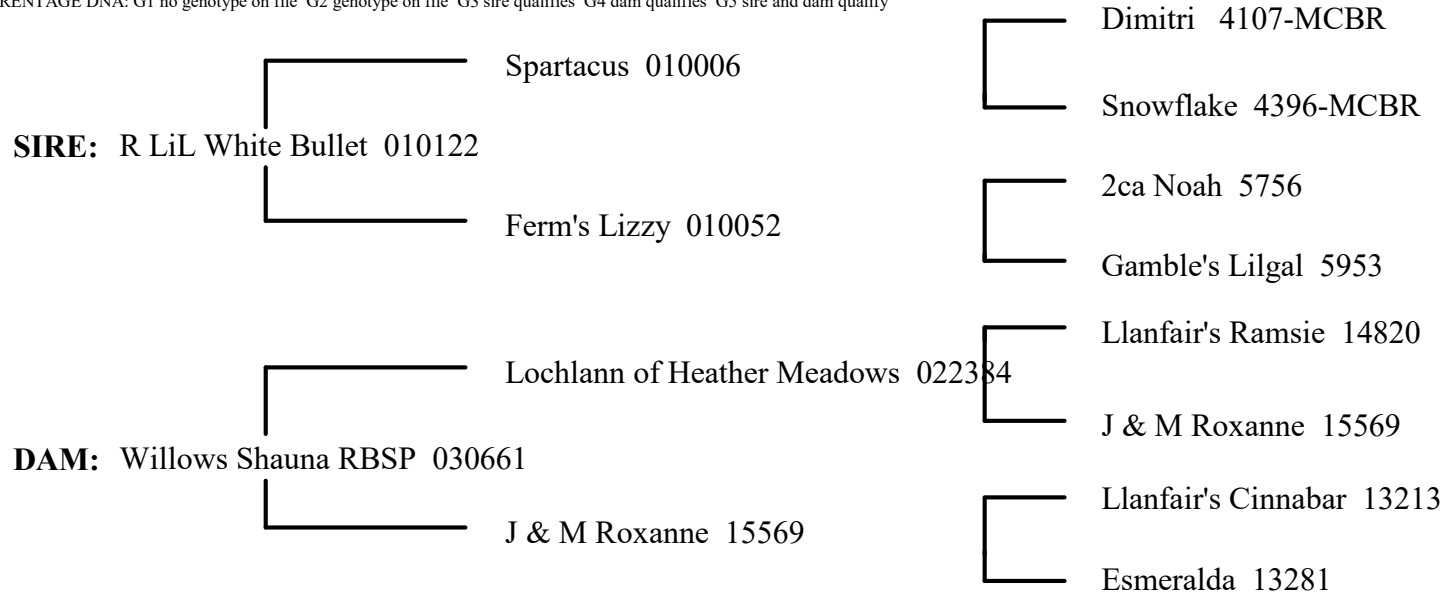 RENTAGE DNA: G1 no genotype on file G2 genotype on file G3 sire qualifies G4 dam qualifies G5 sire and dam qualify
Dimitri 4107-MCBR
Spartacus 010006
Snowflake 4396-MCBR
SIRE: R LiL White Bullet 010122
2ca Noah 5756
Ferm's Lizzy 010052
Gamble's Lilgal 5953
Llanfair's Ramsie 14820
Lochlann of Heather Meadows 022384
J & M Roxanne 15569
DAM: Willows Shauna RBSP 030661
Llanfair's Cinnabar 13213
J & M Roxanne 15569
Esmeralda 13281